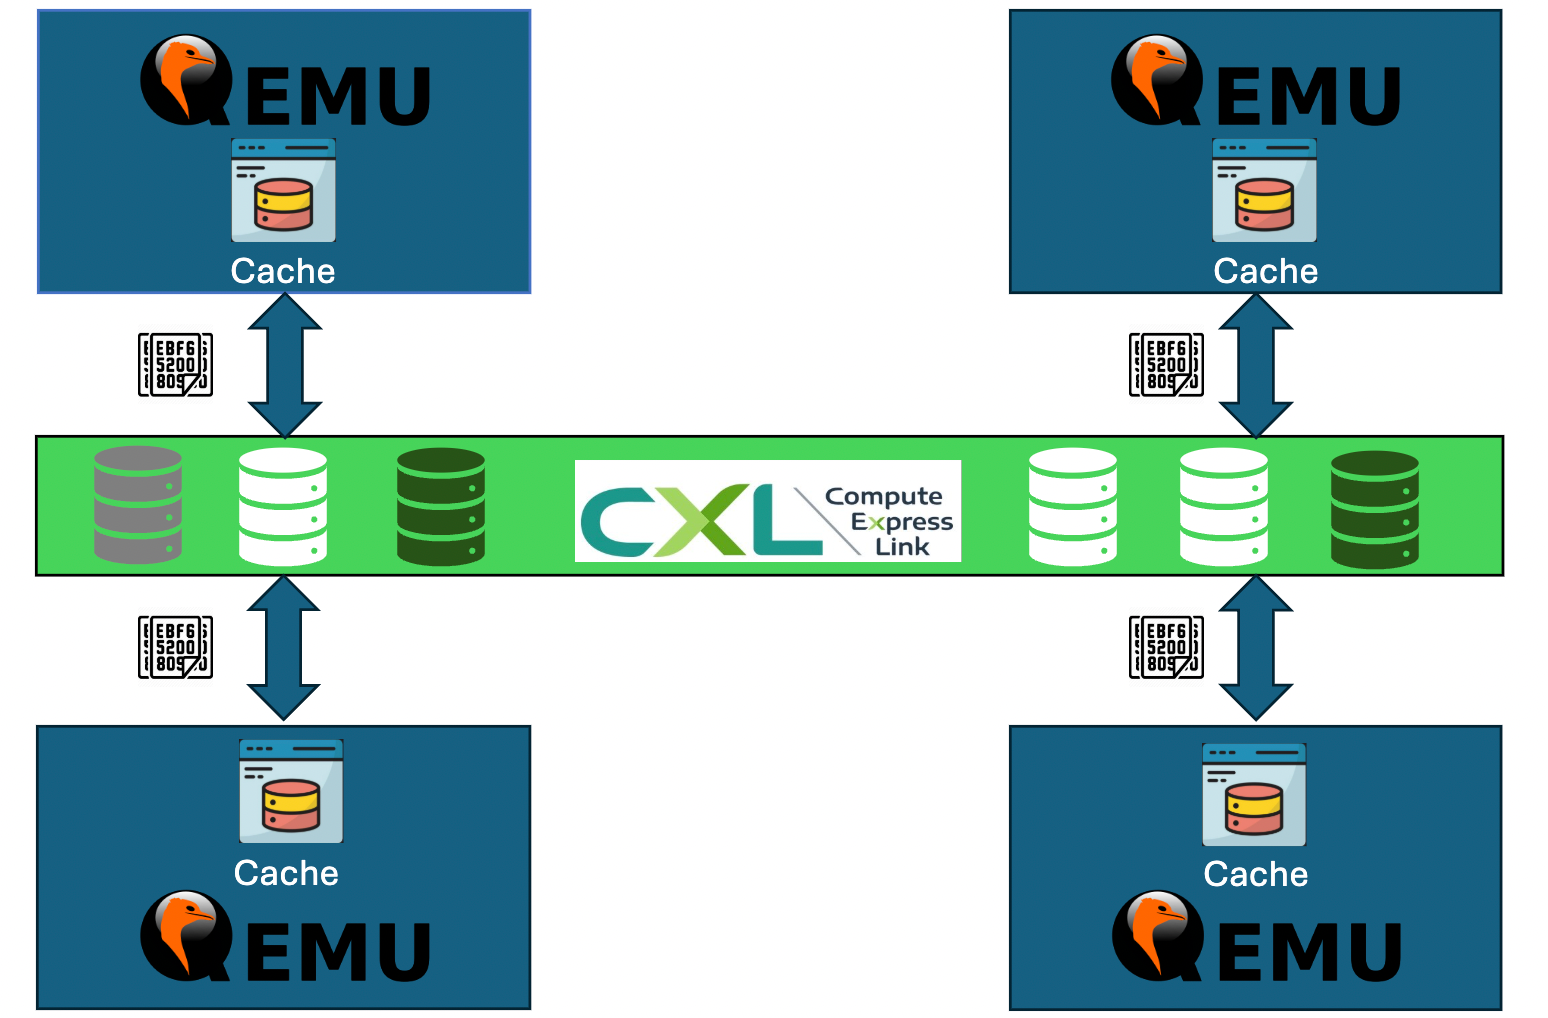 QEMU
QEMU
Cache
Cache
EBF6
5200
809
EBF6
5200
809
CXL
Compute
Express
Link
EBF6
5200
809
EBF6
5200
809
Cache
Cache
QEMU
QEMU